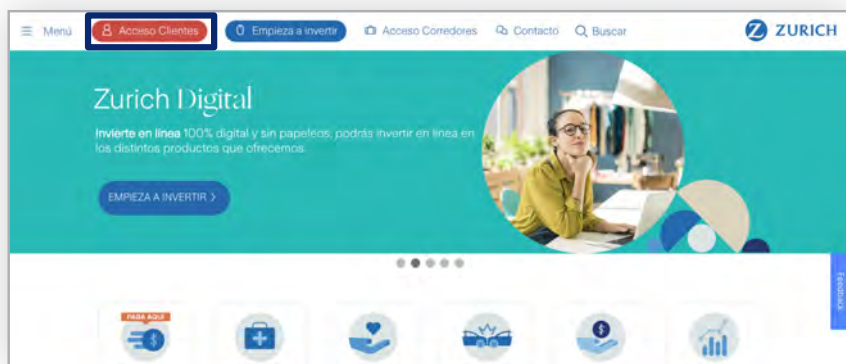 Menú
Acceso Clientes
Empieza a invertir
Acceso Corredores
Contacto
Buscar
ZURICH
Zurich Digital
Invierte en línea 100% digital y sin papeleos, podrás invertir en línea en
los distintos productos que ofrecemos.
EMPIEZA A INVERTIR >
Feedback
PAGA AQUÍ